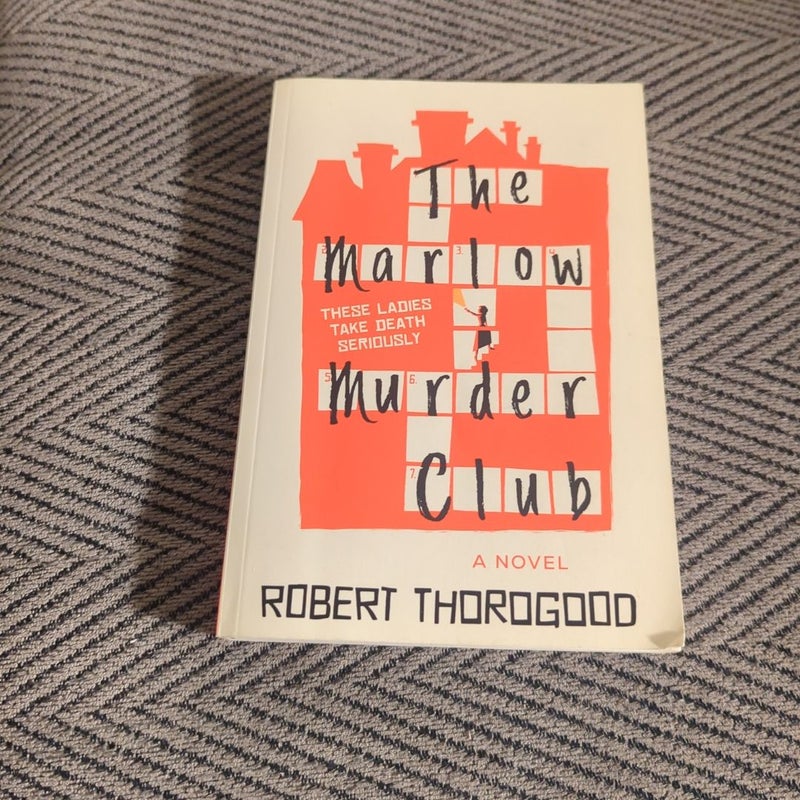 The
Marlow
THESE LADIES
TAKE DEATH
SERIOUSLY
Murder
Club
A NOVEL
ROBERT THOROGOOD